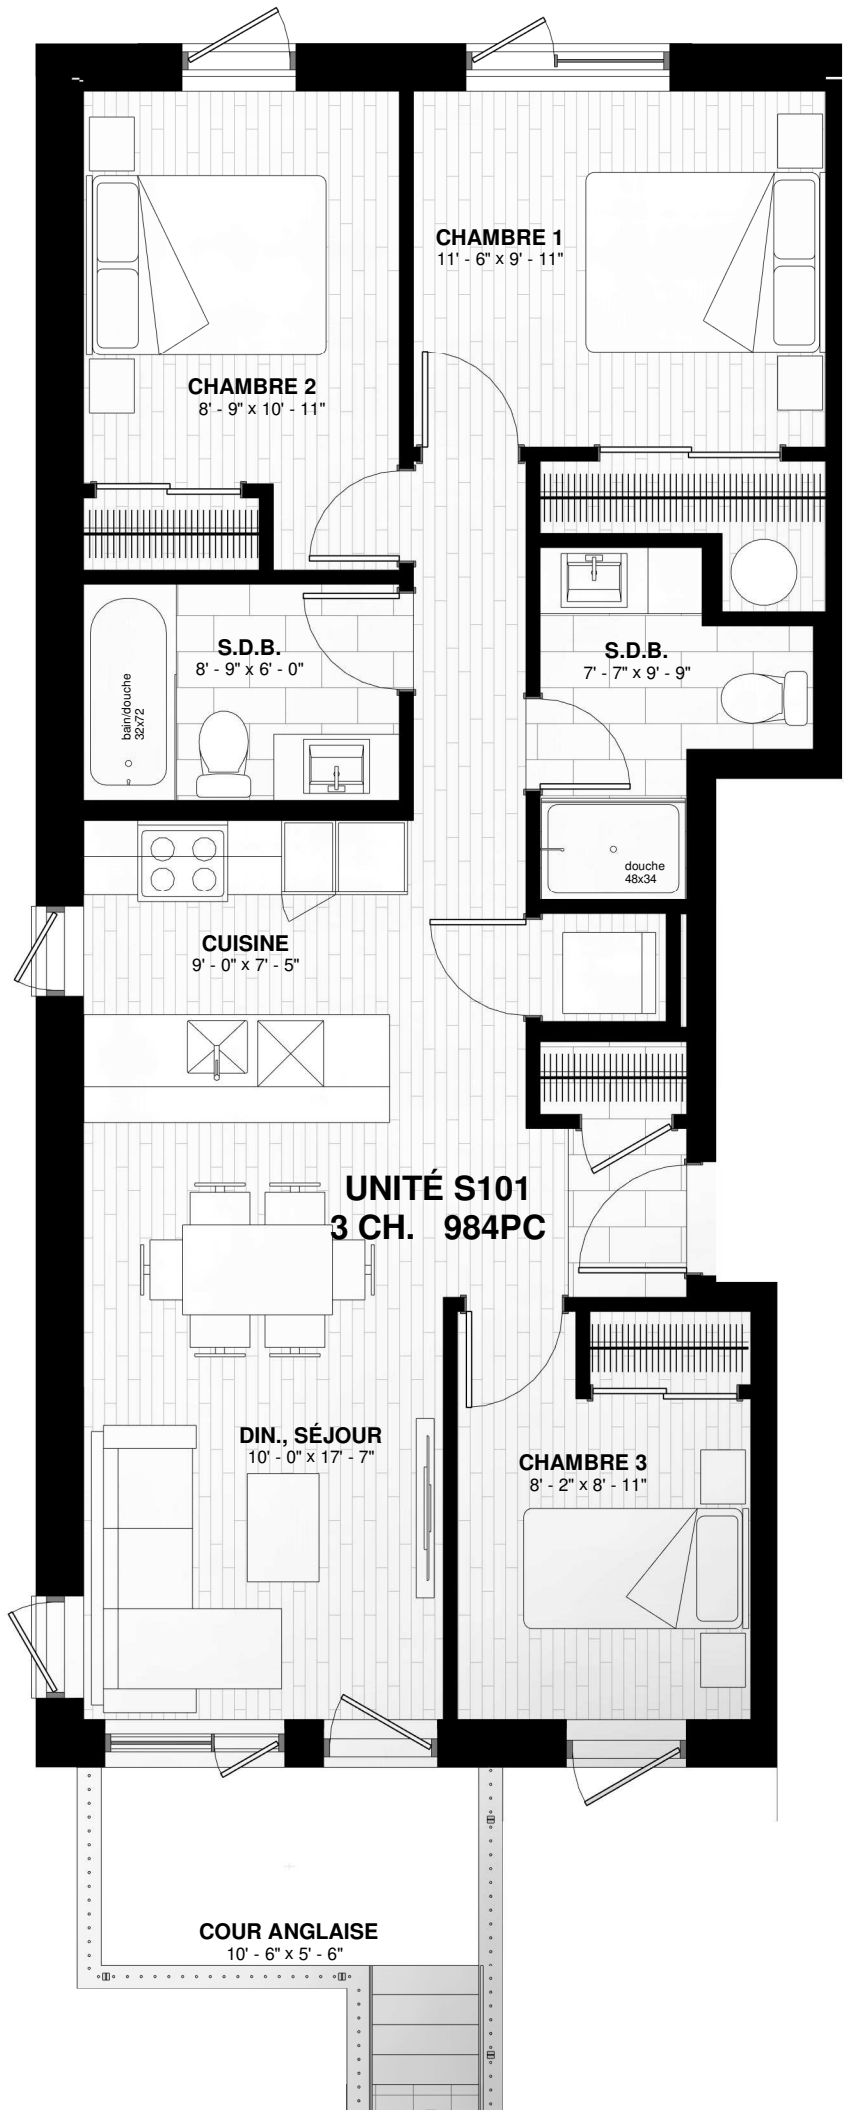 CHAMBRE 1
11' - 6" x 9' - 11"
CHAMBRE 2
8' - 9" x 10' - 11"
S.D.B.
8' - 9" x 6' - 0"
bain/douche
32x72
S.D.B.
7' - 7" x 9' - 9"
douche
48x34
CUISINE
9' - 0" x 7' - 5"
UNITÉ S101
3 CH. 984PC
DIN., SÉJOUR
10' - 0" x 17' - 7"
CHAMBRE 3
8' - 2" x 8' - 11"
COUR ANGLAISE
10' - 6" x 5' - 6"